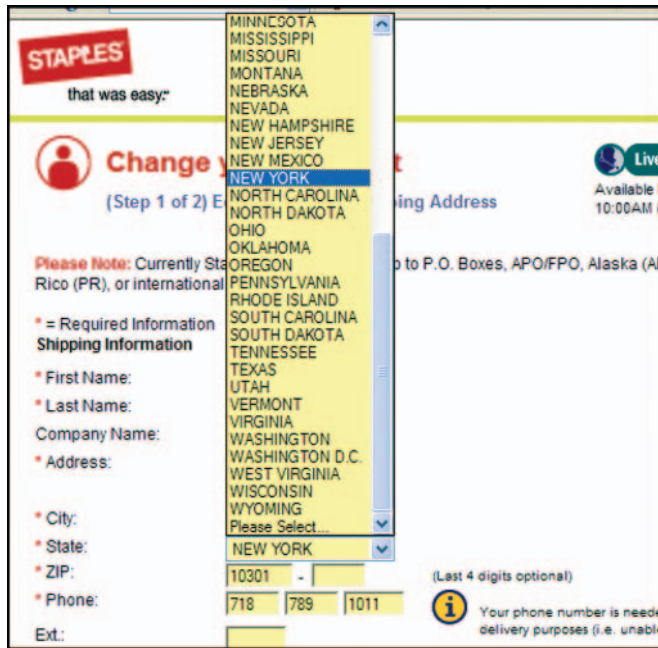 STAPLES
that was easy.
MINNESOTA
MISSISSIPPI
MISSOURI
MONTANA
NEBRASKA
NEVADA
NEW HAMPSHIRE
NEW JERSEY
NEW MEXICO
NEW YORK
NORTH CAROLINA
NORTH DAKOTA
OHIO
OKLAHOMA
OREGON
PENNSYLVANIA
RHODE ISLAND
SOUTH CAROLINA
SOUTH DAKOTA
TENNESSEE
TEXAS
UTAH
VERMONT
VIRGINIA
WASHINGTON
WASHINGTON D.C.
WEST VIRGINIA
WISCONSIN
WYOMING
Please Select...
Change
Live
Available
(Step 1 of 2) Address
10:00AM
Please Note: Currently to P.O. Boxes, APO/FPO, Alaska
Rico (PR), or international
* = Required Information
Shipping Information
* First Name:
* Last Name:
Company Name:
* Address:
* City:
* State: NEW YORK
* ZIP: 10301 - (Last 4 digits optional)
* Phone: 718 789 1011
i Your phone number is
delivery purposes (i.e.
Ext.: